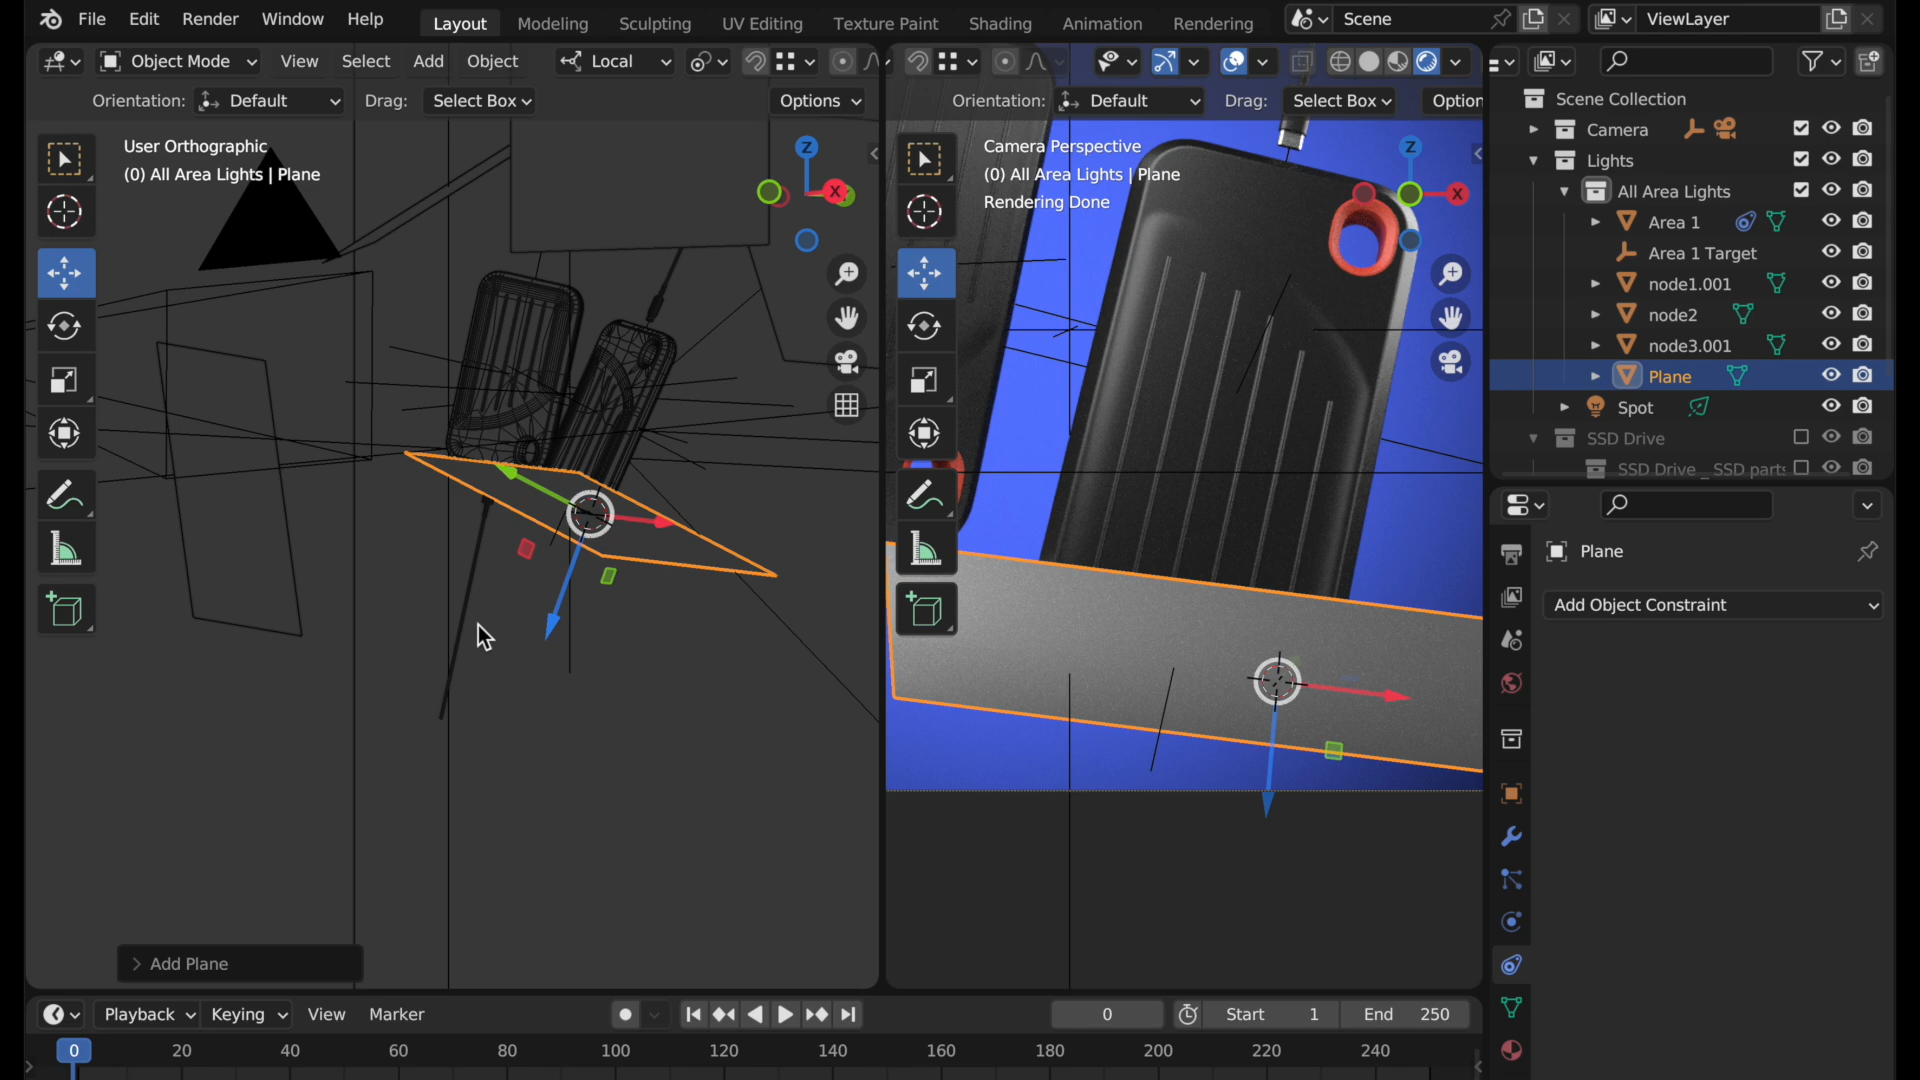 File Edit Render Window Help Layout Modeling Sculpting UV Editing Texture Paint Shading Animation Rendering Scene ViewLayer
Object Mode View Select Add Object Local
Orientation: Default Drag: Select Box Options
User Orthographic
(0) All Area Lights | Plane
Z
X
Add Plane
Orientation: Default Drag: Select Box Option
Camera Perspective
(0) All Area Lights | Plane
Rendering Done
Z
X
Scene Collection
Camera
Lights
All Area Lights
Area 1
Area 1 Target
node1.001
node2
node3.001
Plane
Spot
SSD Drive
SSD Drive _ SSD parts
Plane
Add Object Constraint
Playback Keying View Marker 0 Start 1 End 250
0 20 40 60 80 100 120 140 160 180 200 220 240